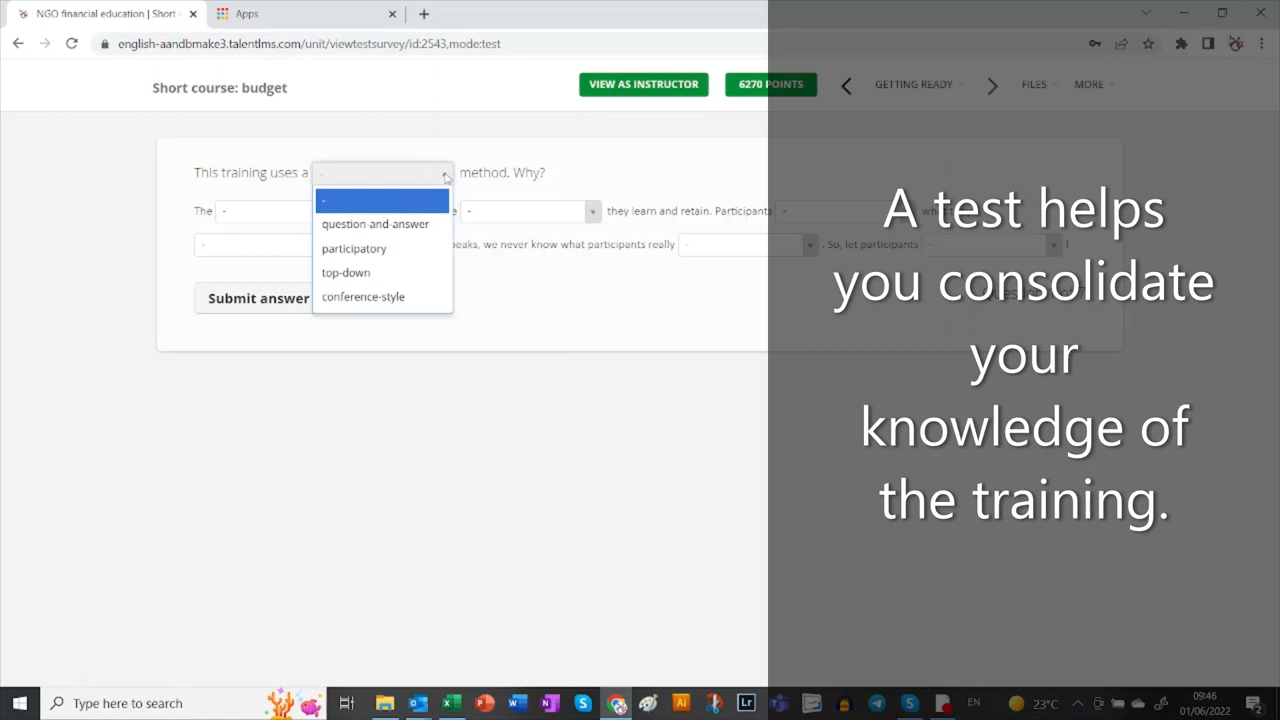 NGO financial education | Short
Apps
english-aandbmake3.talentlms.com/unit/viewtestsurvey/id:2543,mode:test
Short course: budget
VIEW AS INSTRUCTOR
6270 POINTS
GETTING READY
FILES
MORE
This training uses a - method. Why?
-
question-and-answer
participatory
top-down
conference-style
The - - they learn and retain. Participants -
- we never know what participants really - . So, let participants - !
Submit answer
A test helps
you consolidate
your
knowledge of
the training.
Type here to search
23°C
EN
09:46
01/06/2022